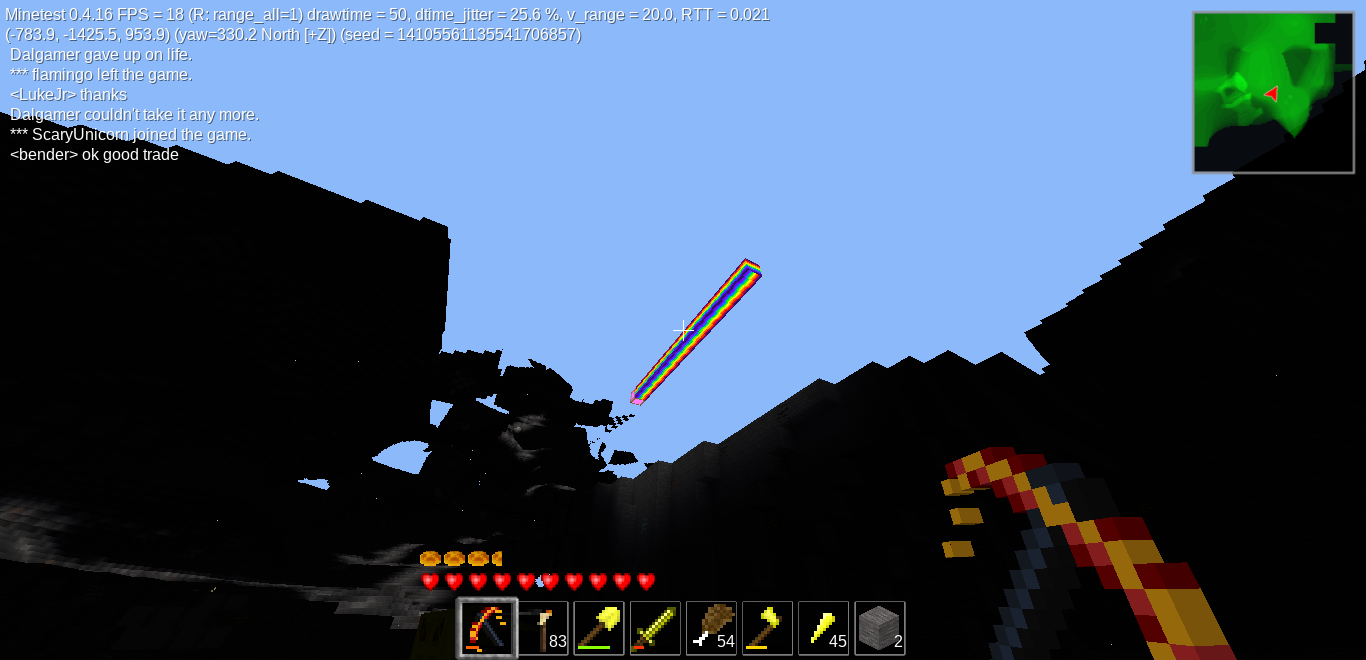 Minetest 0.4.16 FPS = 18 (R: range_all=1) drawtime = 50, dtime_jitter = 25.6 %, v_range = 20.0, RTT = 0.021
(-783.9, -1425.5, 953.9) (yaw=330.2 North [+Z]) (seed = 14105561135541706857)
Dalgamer gave up on life.
*** flamingo left the game.
<LukeJr> thanks
Dalgamer couldn't take it any more.
*** ScaryUnicorn joined the game.
<bender> ok good trade
83 54 45 2